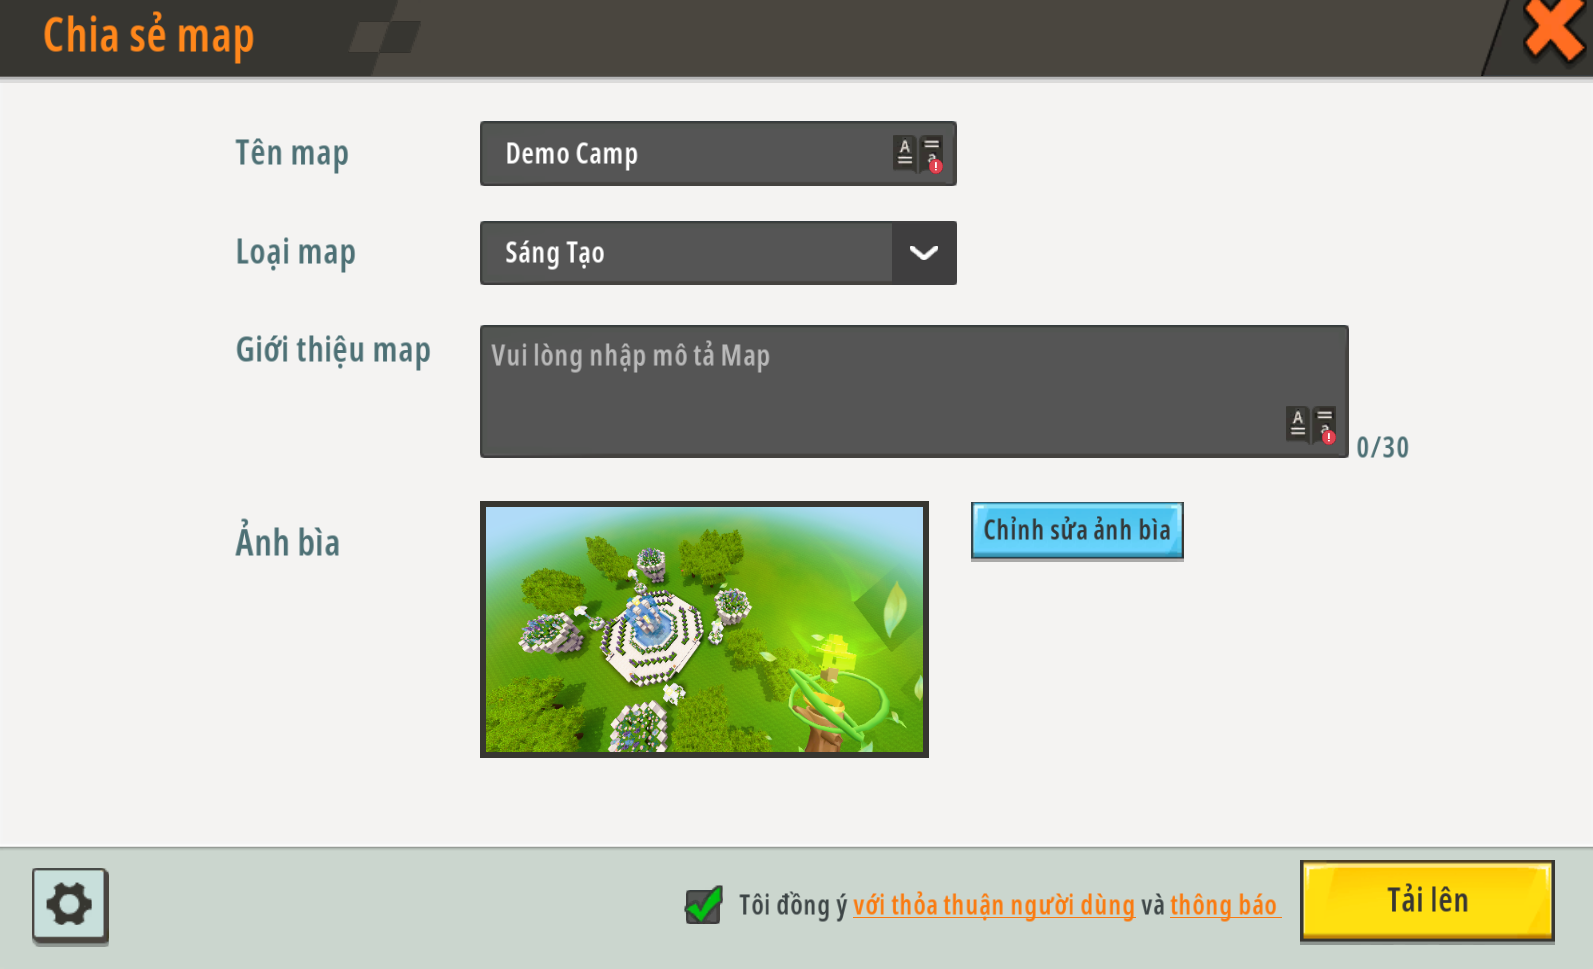 Chia sẻ map
Tên map
Demo Camp
Loại map
Sáng Tạo
Giới thiệu map
Vui lòng nhập mô tả Map
0/30
Ảnh bìa
Chỉnh sửa ảnh bìa
Tôi đồng ý với thỏa thuận người dùng và thông báo
Tải lên